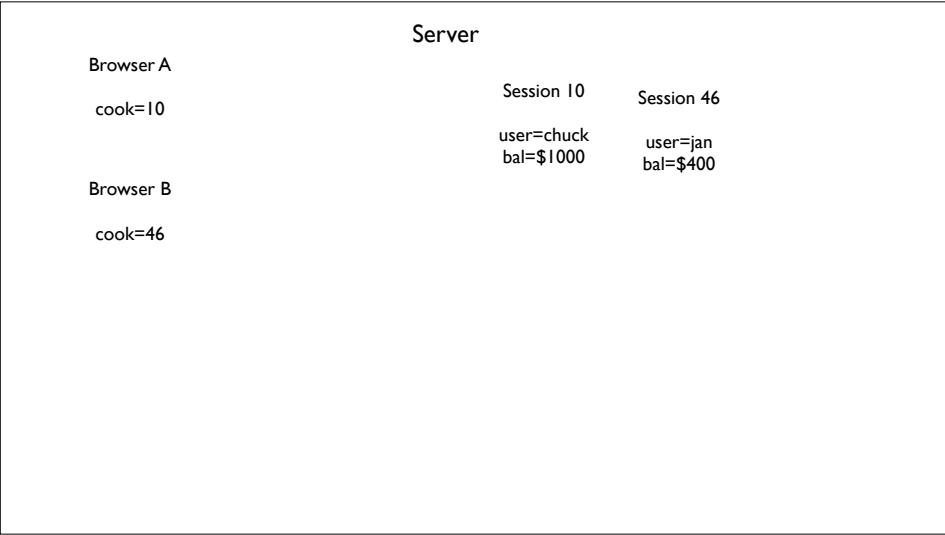 Server
Browser A
cook=10
Browser B
cook=46
Session 10
user=chuck
bal=$1000
Session 46
user=jan
bal=$400